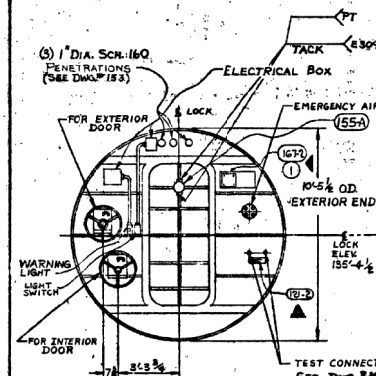 PT
TACK
E309
(3) 1" DIA. SCH. 160
PENETRATIONS
(SEE DWG. # 153)
ELECTRICAL BOX
℄ LOCK
EMERGENCY AIR
FOR EXTERIOR
DOOR
155-A
167-2
1
10'-5 1/2 O.D.
EXTERIOR END
℄
LOCK
ELEV.
135'-4 1/2
WARNING
LIGHT
LIGHT
SWITCH
121-2
FOR INTERIOR
DOOR
3'-3 3/4
TEST CONNECT